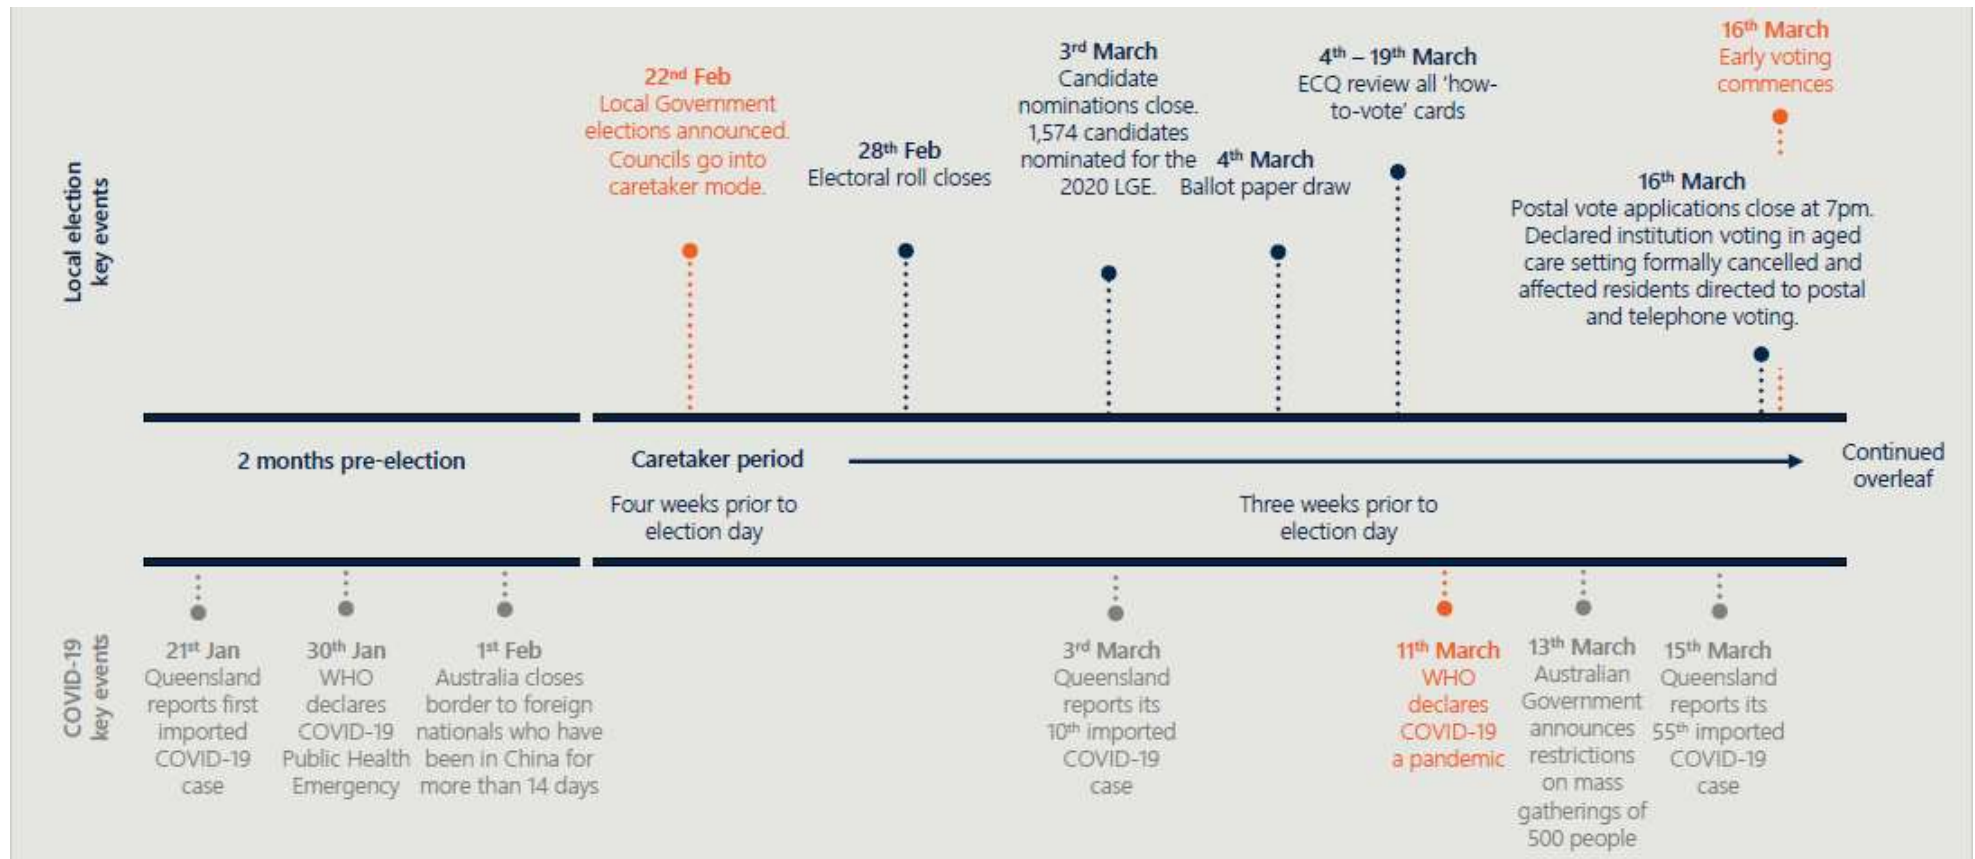 Local election
key events
22nd Feb
Local Government
elections announced.
Councils go into
caretaker mode.
28th Feb
Electoral roll closes
3rd March
Candidate
nominations close.
1,574 candidates
nominated for the
2020 LGE.
4th March
Ballot paper draw
4th – 19th March
ECQ review all ‘how-
to-vote’ cards
16th March
Early voting
commences
16th March
Postal vote applications close at 7pm.
Declared institution voting in aged
care setting formally cancelled and
affected residents directed to postal
and telephone voting.
2 months pre-election
Caretaker period
Continued
overleaf
Four weeks prior to
election day
Three weeks prior to
election day
COVID-19
key events
21st Jan
Queensland
reports first
imported
COVID-19
case
30th Jan
WHO
declares
COVID-19
Public Health
Emergency
1st Feb
Australia closes
border to foreign
nationals who have
been in China for
more than 14 days
3rd March
Queensland
reports its
10th imported
COVID-19
case
11th March
WHO
declares
COVID-19
a pandemic
13th March
Australian
Government
announces
restrictions
on mass
gatherings of
500 people
15th March
Queensland
reports its
55th imported
COVID-19
case